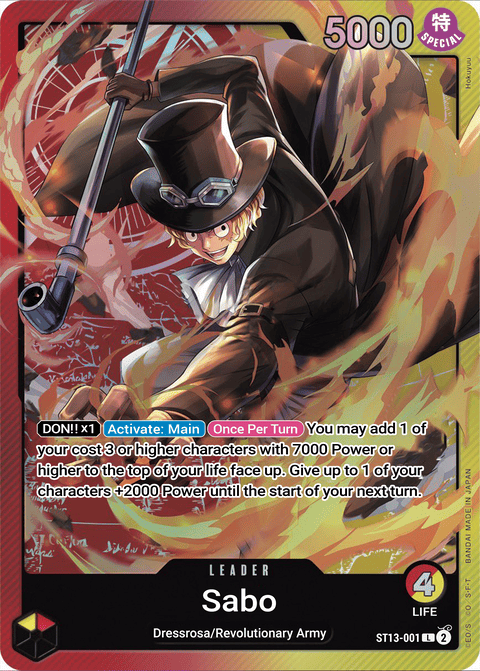 5000
特
SPECIAL
Hokuyuu
DON!!×1 Activate: Main Once Per Turn You may add 1 of
your cost 3 or higher characters with 7000 Power or
higher to the top of your life face up. Give up to 1 of your
characters +2000 Power until the start of your next turn.
LEADER
Sabo
Dressrosa/Revolutionary Army
4
LIFE
ST13-001 L 2
BANDAI MADE IN JAPAN